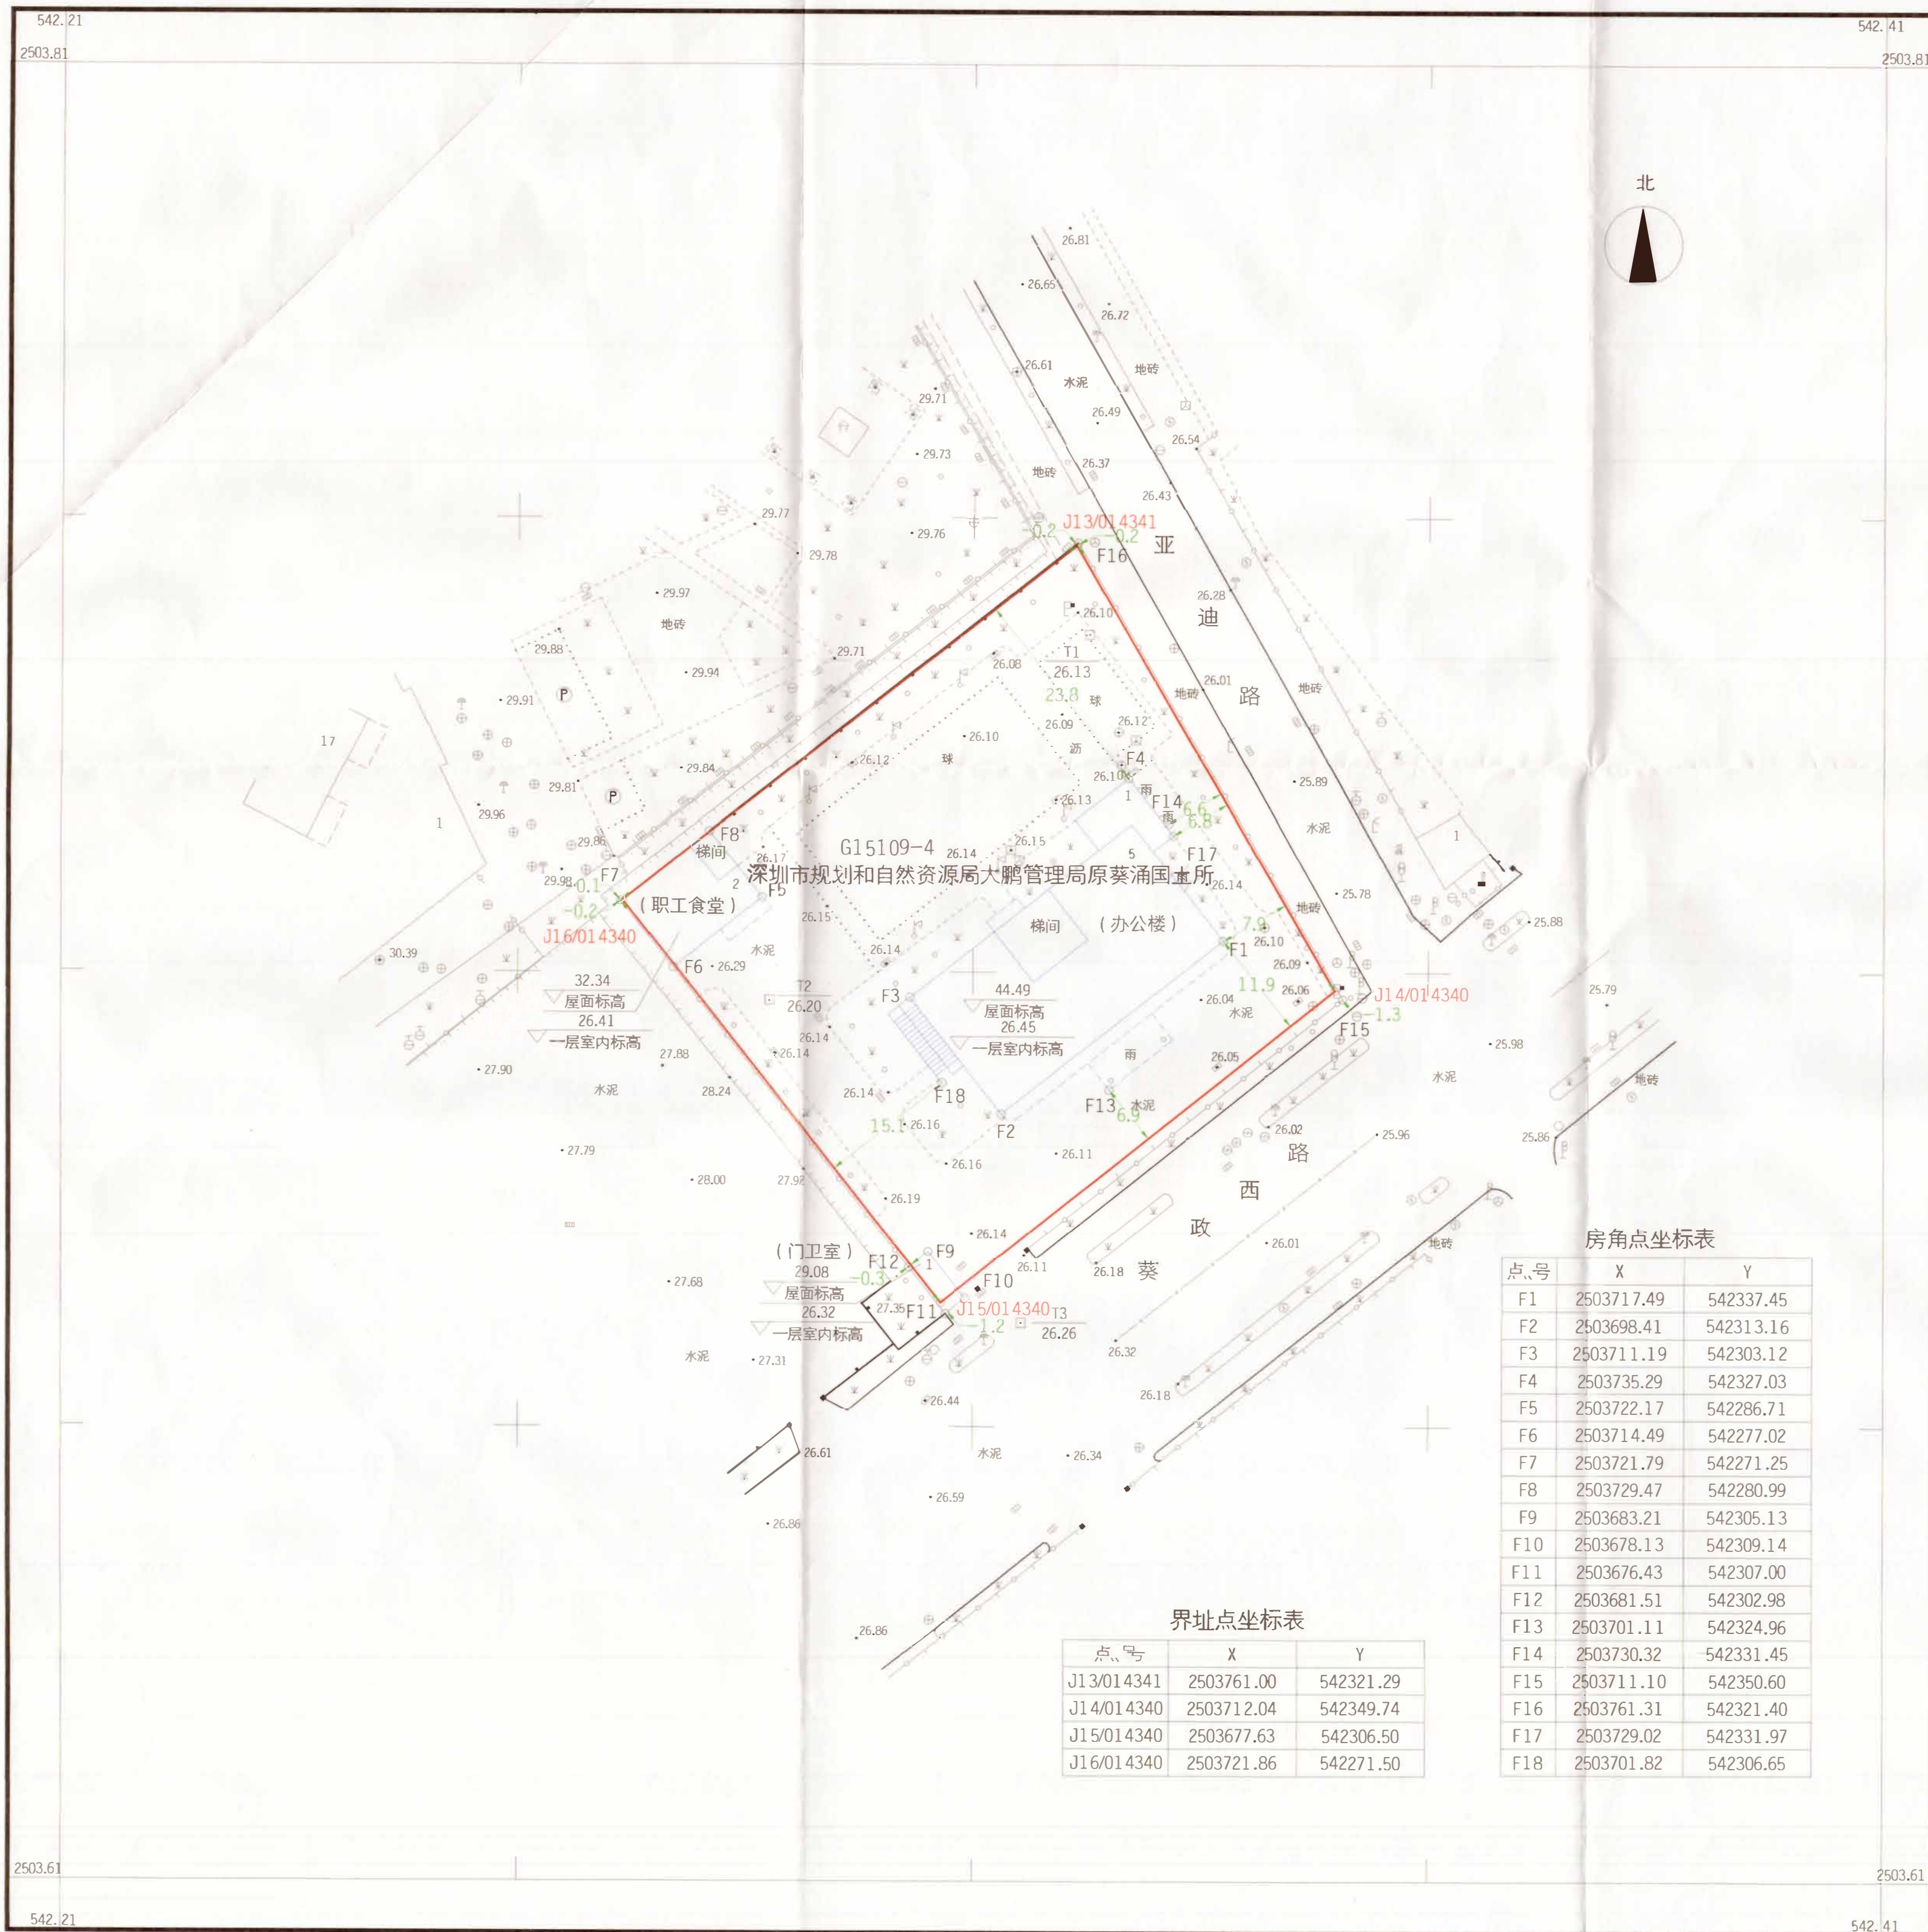 542.21
542.41
2503.81
2503.81
北
26.81
26.65
26.72
地砖
26.61
水泥
29.71
26.49
26.54
29.73
地砖
26.37
26.43
29.77
J13/014341
-0.2
-0.2
29.76
亚
29.78
F16
29.97
26.28
地砖
26.10
迪
29.88
29.71
26.08
T1
26.13
29.94
P
29.91
23.8
球
地砖
26.01
路
地砖
26.09
26.12
17
26.10
沥
球
26.12
F4
29.84
26.10
29.81
P
雨
25.89
1
26.13
F14
6.6
29.96
雨
6.8
水泥
1
F8
1
29.86
梯间
G15109-4
26.14
26.15
5
F17
26.17
深圳市规划和自然资源局大鹏管理局原葵涌国土所
29.98
F7
-0.1
2
F5
26.14
25.78
-0.2
(职工食堂)
26.15
梯间
(办公楼)
地砖
7.9
25.88
J16/014340
水泥
26.14
F1
26.10
30.39
F6
26.29
26.09
32.34
屋面标高
26.41
一层室内标高
T2
26.20
F3
44.49
屋面标高
26.45
一层室内标高
11.9
26.06
J14/014340
25.79
26.04
水泥
-1.3
F15
26.14
26.14
27.88
雨
26.05
25.98
27.90
水泥
28.24
26.14
F18
水泥
地砖
F13
水泥
6.9
15.1
26.16
F2
26.02
25.96
25.86
27.79
26.11
路
26.16
28.00
27.92
西
26.19
政
(门卫室)
26.14
26.01
地砖
F12
F9
29.08
屋面标高
26.32
一层室内标高
-0.3
1
26.11
26.18
葵
27.68
F10
27.35
F11
J15/014340
T3
26.26
-1.2
水泥
27.31
26.32
26.18
26.44
26.61
水泥
26.34
26.59
26.86
26.86
房角点坐标表
点号 X Y
F1 2503717.49 542337.45
F2 2503698.41 542313.16
F3 2503711.19 542303.12
F4 2503735.29 542327.03
F5 2503722.17 542286.71
F6 2503714.49 542277.02
F7 2503721.79 542271.25
F8 2503729.47 542280.99
F9 2503683.21 542305.13
F10 2503678.13 542309.14
F11 2503676.43 542307.00
F12 2503681.51 542302.98
F13 2503701.11 542324.96
F14 2503730.32 542331.45
F15 2503711.10 542350.60
F16 2503761.31 542321.40
F17 2503729.02 542331.97
F18 2503701.82 542306.65
界址点坐标表
点号 X Y
J13/014341 2503761.00 542321.29
J14/014340 2503712.04 542349.74
J15/014340 2503677.63 542306.50
J16/014340 2503721.86 542271.50
2503.61
2503.61
542.21
542.41